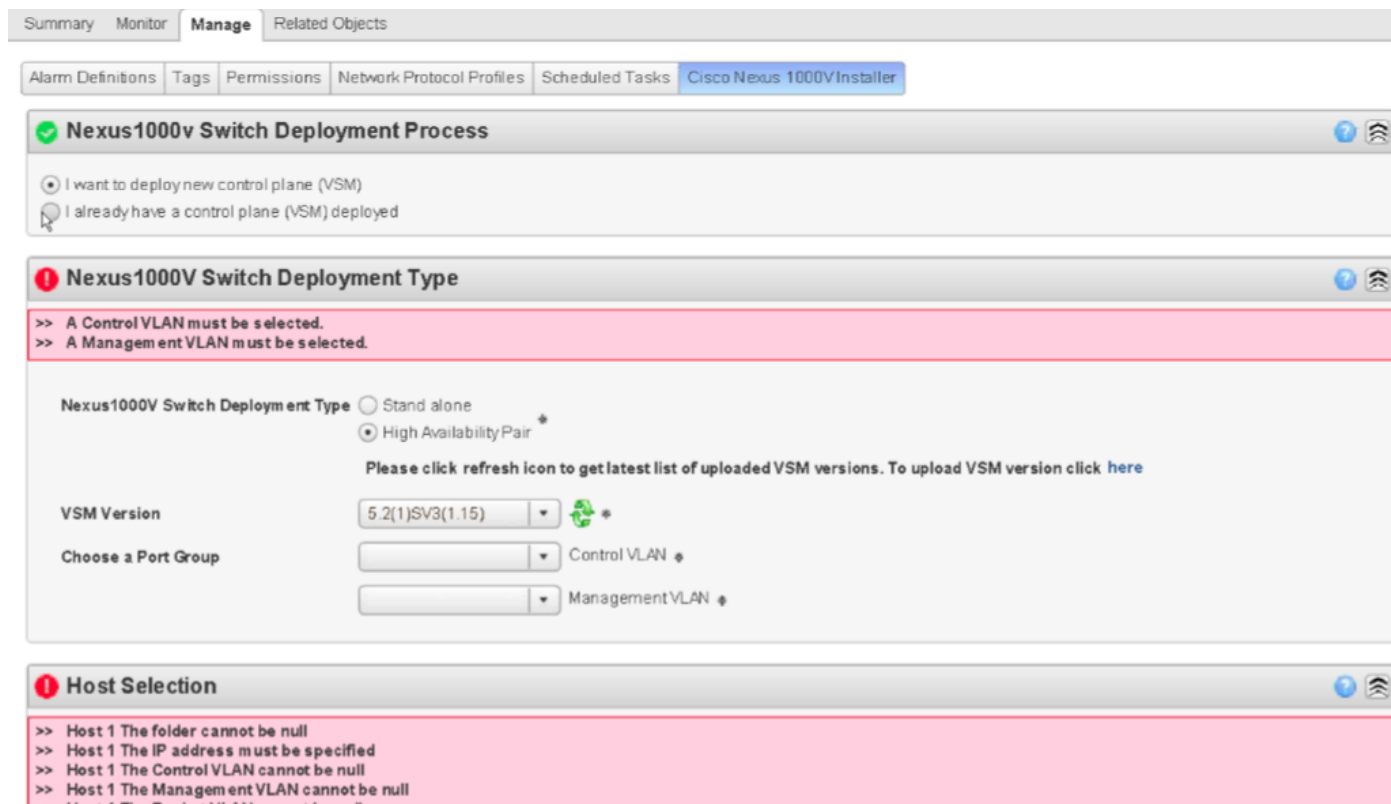 Summary Monitor Manage Related Objects
Alarm Definitions Tags Permissions Network Protocol Profiles Scheduled Tasks Cisco Nexus 1000V Installer
Nexus1000v Switch Deployment Process
I want to deploy new control plane (VSM)
I already have a control plane (VSM) deployed
Nexus1000V Switch Deployment Type
>> A Control VLAN must be selected.
>> A Management VLAN must be selected.
Nexus1000V Switch Deployment Type Stand alone
High Availability Pair *
Please click refresh icon to get latest list of uploaded VSM versions. To upload VSM version click here
VSM Version 5.2(1)SV3(1.15) *
Choose a Port Group Control VLAN *
Management VLAN *
Host Selection
>> Host 1 The folder cannot be null
>> Host 1 The IP address must be specified
>> Host 1 The Control VLAN cannot be null
>> Host 1 The Management VLAN cannot be null